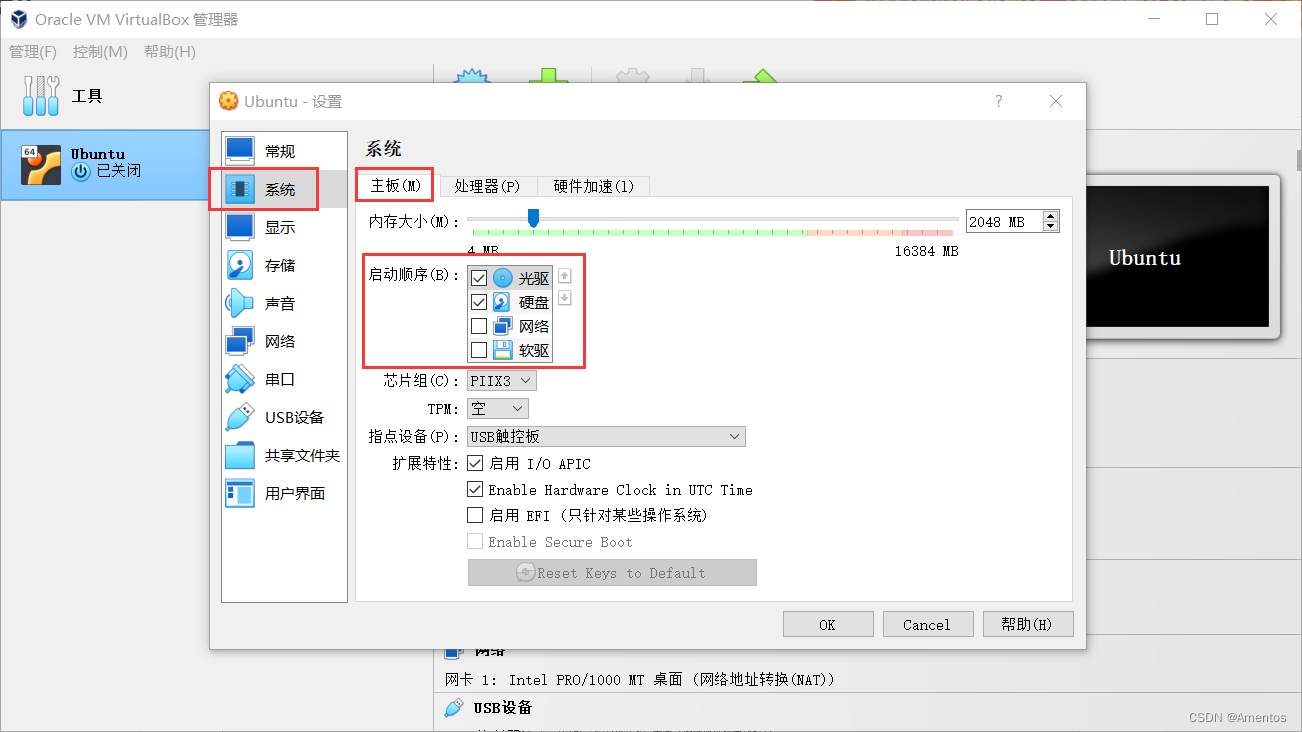 Oracle VM VirtualBox 管理器
管理(F) 控制(M) 帮助(H)
工具
64
Ubuntu
已关闭
Ubuntu - 设置
?
常规
系统
显示
存储
声音
网络
串口
USB设备
共享文件夹
用户界面
系统
主板(M) 处理器(P) 硬件加速(l)
内存大小(M): 2048 MB
4 MB 16384 MB
启动顺序(B): 光驱
硬盘
网络
软驱
芯片组(C): PIIX3
TPM: 空
指点设备(P): USB触控板
扩展特性: 启用 I/O APIC
Enable Hardware Clock in UTC Time
启用 EFI (只针对某些操作系统)
Enable Secure Boot
Reset Keys to Default
OK Cancel 帮助(H)
Ubuntu
网络
网卡 1: Intel PRO/1000 MT 桌面 (网络地址转换(NAT))
USB设备
CSDN @Amentos